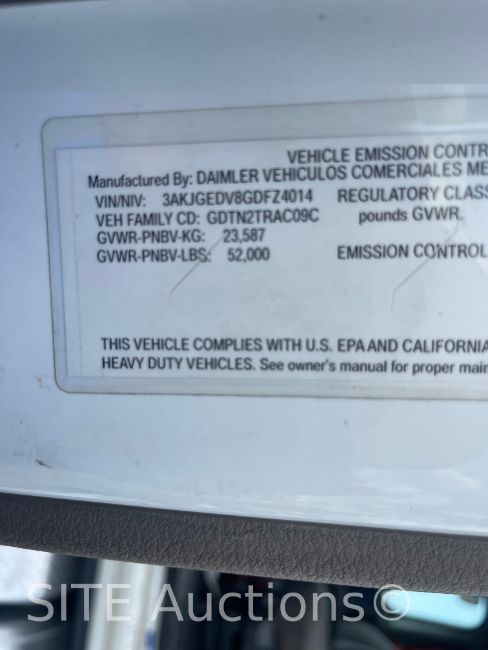 VEHICLE EMISSION CONTR
Manufactured By: DAIMLER VEHICULOS COMERCIALES ME
VIN/NIV: 3AKJGEDV8GDFZ4014 REGULATORY CLASS
VEH FAMILY CD: GDTN2TRAC09C pounds GVWR.
GVWR-PNBV-KG: 23,587
GVWR-PNBV-LBS: 52,000 EMISSION CONTROL
THIS VEHICLE COMPLIES WITH U.S. EPA AND CALIFORNIA
HEAVY DUTY VEHICLES. See owner's manual for proper main
SITE Auctions©